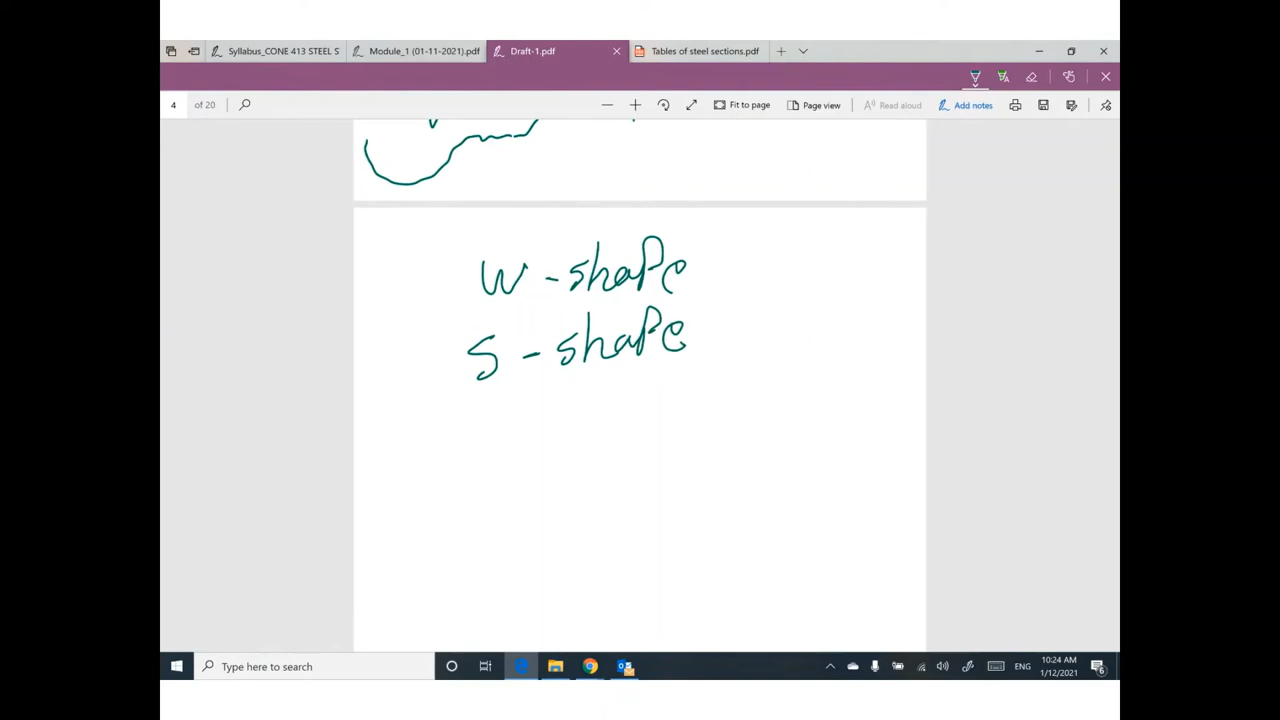 Syllabus_CONE 413 STEEL S
Module_1 (01-11-2021).pdf
Draft-1.pdf
Tables of steel sections.pdf
4 of 20
Fit to page
Page view
Read aloud
Add notes
W - shape
S - shape
Type here to search
ENG
10:24 AM
1/12/2021
6